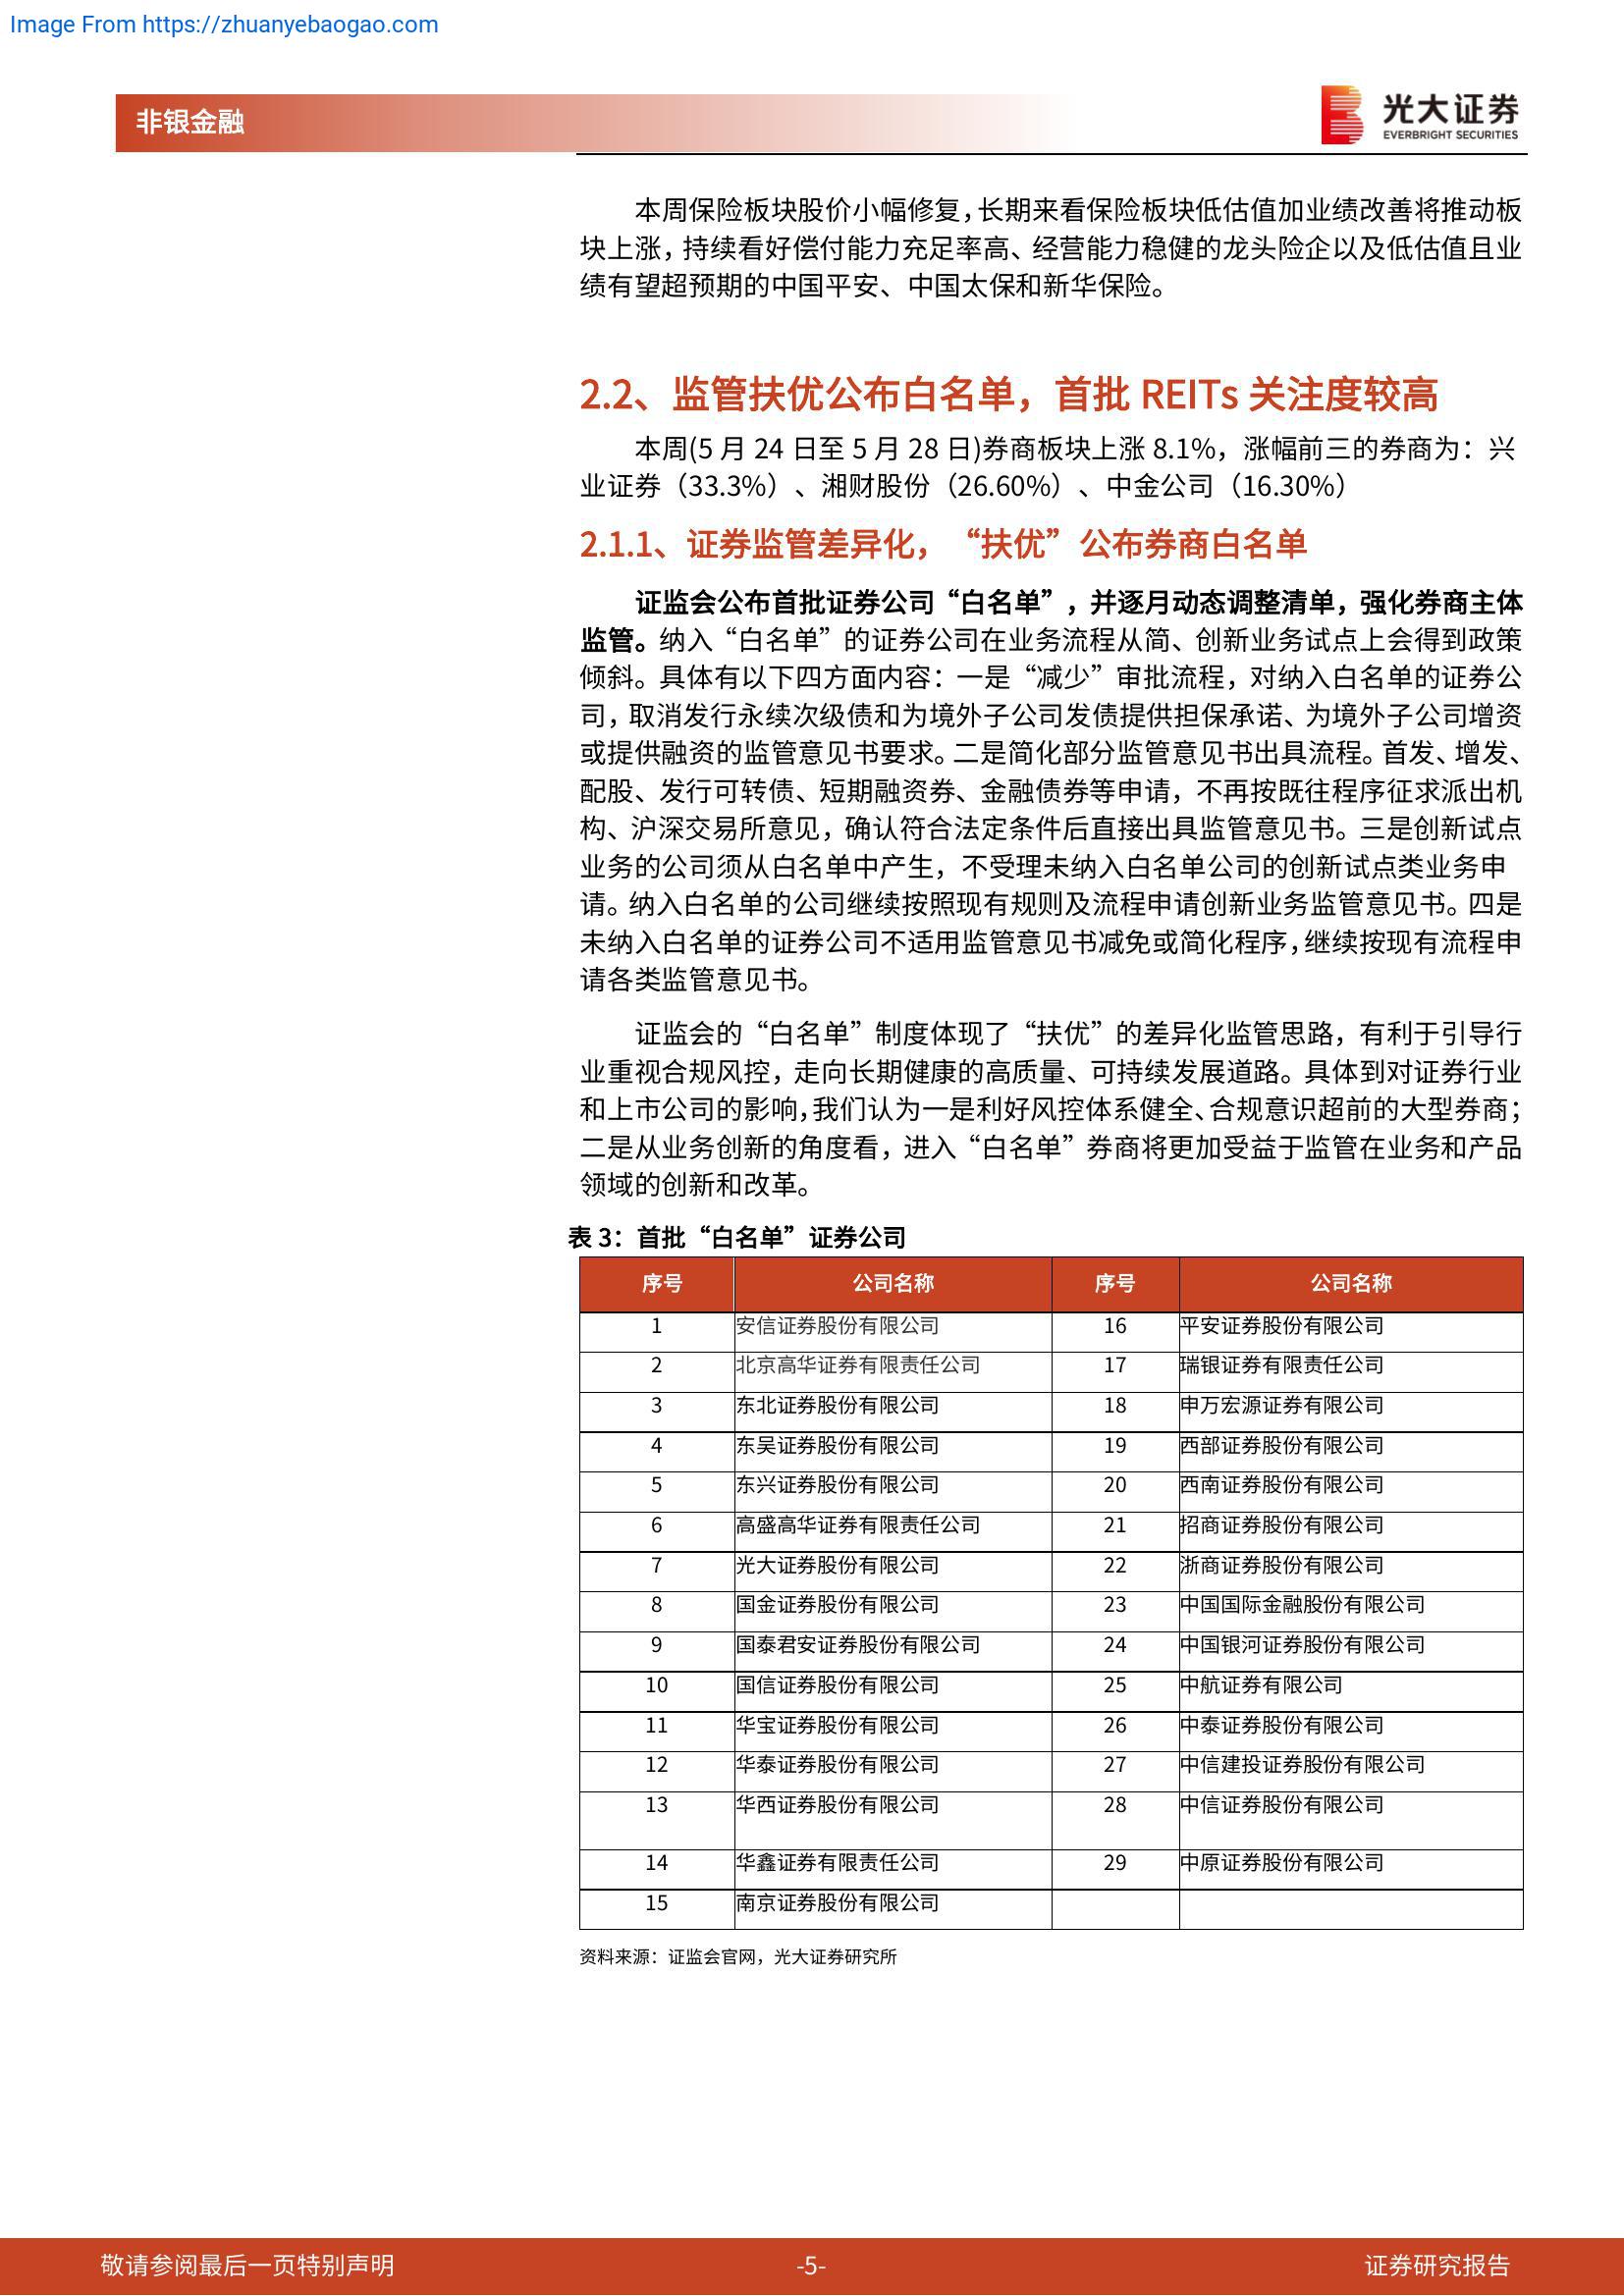 Image From https://zhuanyebaogao.com
非银金融
光大证券
EVERBRIGHT SECURITIES
本周保险板块股价小幅修复，长期来看保险板块低估值加业绩改善将推动板
块上涨，持续看好偿付能力充足率高、经营能力稳健的龙头险企以及低估值且业
绩有望超预期的中国平安、中国太保和新华保险。
2.2、监管扶优公布白名单，首批 REITs 关注度较高
本周(5 月 24 日至 5 月 28 日)券商板块上涨 8.1%，涨幅前三的券商为：兴
业证券（33.3%）、湘财股份（26.60%）、中金公司（16.30%）
2.1.1、证券监管差异化，“扶优”公布券商白名单
证监会公布首批证券公司“白名单”，并逐月动态调整清单，强化券商主体
监管。纳入“白名单”的证券公司在业务流程从简、创新业务试点上会得到政策
倾斜。具体有以下四方面内容：一是“减少”审批流程，对纳入白名单的证券公
司，取消发行永续次级债和为境外子公司发债提供担保承诺、为境外子公司增资
或提供融资的监管意见书要求。二是简化部分监管意见书出具流程。首发、增发、
配股、发行可转债、短期融资券、金融债券等申请，不再按既往程序征求派出机
构、沪深交易所意见，确认符合法定条件后直接出具监管意见书。三是创新试点
业务的公司须从白名单中产生，不受理未纳入白名单公司的创新试点类业务申
请。纳入白名单的公司继续按照现有规则及流程申请创新业务监管意见书。四是
未纳入白名单的证券公司不适用监管意见书减免或简化程序，继续按现有流程申
请各类监管意见书。
证监会的“白名单”制度体现了“扶优”的差异化监管思路，有利于引导行
业重视合规风控，走向长期健康的高质量、可持续发展道路。具体到对证券行业
和上市公司的影响，我们认为一是利好风控体系健全、合规意识超前的大型券商；
二是从业务创新的角度看，进入“白名单”券商将更加受益于监管在业务和产品
领域的创新和改革。
表 3：首批“白名单”证券公司
序号 公司名称 序号 公司名称
1 安信证券股份有限公司 16 平安证券股份有限公司
2 北京高华证券有限责任公司 17 瑞银证券有限责任公司
3 东北证券股份有限公司 18 申万宏源证券有限公司
4 东吴证券股份有限公司 19 西部证券股份有限公司
5 东兴证券股份有限公司 20 西南证券股份有限公司
6 高盛高华证券有限责任公司 21 招商证券股份有限公司
7 光大证券股份有限公司 22 浙商证券股份有限公司
8 国金证券股份有限公司 23 中国国际金融股份有限公司
9 国泰君安证券股份有限公司 24 中国银河证券股份有限公司
10 国信证券股份有限公司 25 中航证券有限公司
11 华宝证券股份有限公司 26 中泰证券股份有限公司
12 华泰证券股份有限公司 27 中信建投证券股份有限公司
13 华西证券股份有限公司 28 中信证券股份有限公司
14 华鑫证券有限责任公司 29 中原证券股份有限公司
15 南京证券股份有限公司
资料来源：证监会官网，光大证券研究所
敬请参阅最后一页特别声明 -5- 证券研究报告